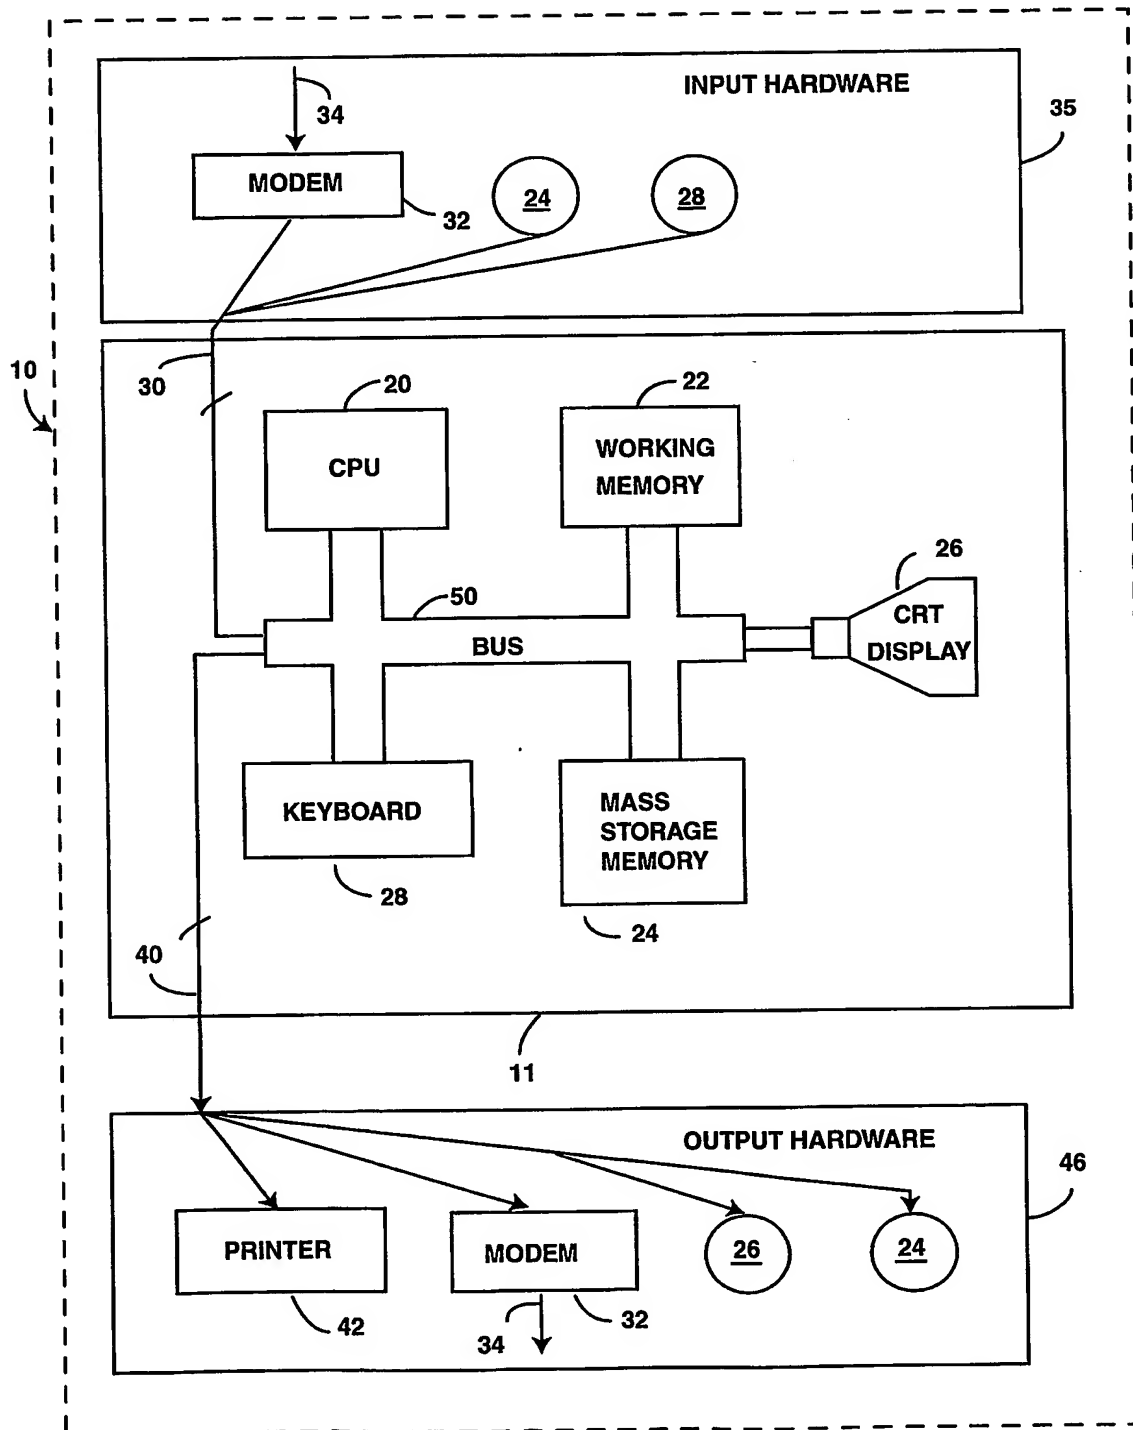 INPUT HARDWARE
34
35
MODEM
32
24
28
10
30
20
22
CPU
WORKING
MEMORY
26
50
CRT
DISPLAY
BUS
KEYBOARD
MASS
STORAGE
MEMORY
28
24
40
11
OUTPUT HARDWARE
46
PRINTER
MODEM
26
24
42
34
32